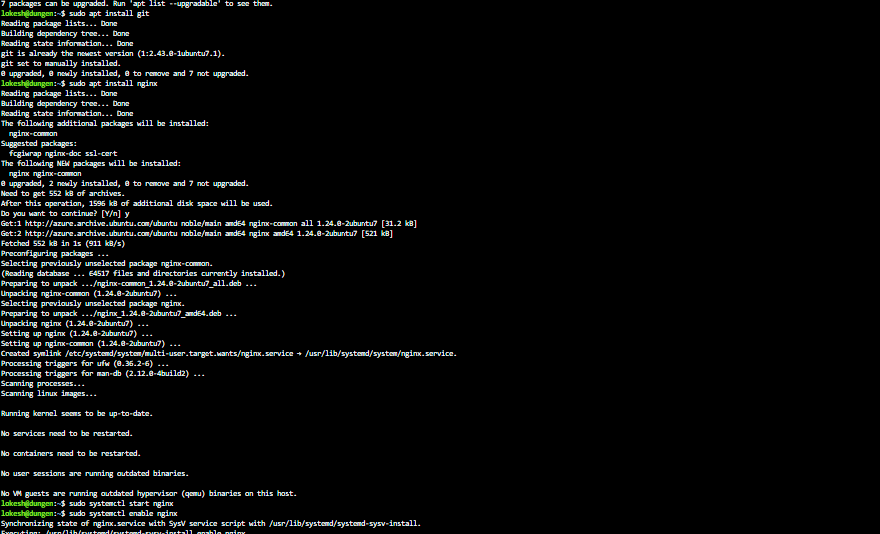 7 packages can be upgraded. Run 'apt list --upgradable' to see them.
lokesh@dungen:~$ sudo apt install git
Reading package lists... Done
Building dependency tree... Done
Reading state information... Done
git is already the newest version (1:2.43.0-1ubuntu7.1).
git set to manually installed.
0 upgraded, 0 newly installed, 0 to remove and 7 not upgraded.
lokesh@dungen:~$ sudo apt install nginx
Reading package lists... Done
Building dependency tree... Done
Reading state information... Done
The following additional packages will be installed:
  nginx-common
Suggested packages:
  fcgiwrap nginx-doc ssl-cert
The following NEW packages will be installed:
  nginx nginx-common
0 upgraded, 2 newly installed, 0 to remove and 7 not upgraded.
Need to get 552 kB of archives.
After this operation, 1596 kB of additional disk space will be used.
Do you want to continue? [Y/n] y
Get:1 http://azure.archive.ubuntu.com/ubuntu noble/main amd64 nginx-common all 1.24.0-2ubuntu7 [31.2 kB]
Get:2 http://azure.archive.ubuntu.com/ubuntu noble/main amd64 nginx amd64 1.24.0-2ubuntu7 [521 kB]
Fetched 552 kB in 1s (911 kB/s)
Preconfiguring packages ...
Selecting previously unselected package nginx-common.
(Reading database ... 64517 files and directories currently installed.)
Preparing to unpack .../nginx-common_1.24.0-2ubuntu7_all.deb ...
Unpacking nginx-common (1.24.0-2ubuntu7) ...
Selecting previously unselected package nginx.
Preparing to unpack .../nginx_1.24.0-2ubuntu7_amd64.deb ...
Unpacking nginx (1.24.0-2ubuntu7) ...
Setting up nginx (1.24.0-2ubuntu7) ...
Setting up nginx-common (1.24.0-2ubuntu7) ...
Created symlink /etc/systemd/system/multi-user.target.wants/nginx.service → /usr/lib/systemd/system/nginx.service.
Processing triggers for ufw (0.36.2-6) ...
Processing triggers for man-db (2.12.0-4build2) ...
Scanning processes...
Scanning linux images...
Running kernel seems to be up-to-date.
No services need to be restarted.
No containers need to be restarted.
No user sessions are running outdated binaries.
No VM guests are running outdated hypervisor (qemu) binaries on this host.
lokesh@dungen:~$ sudo systemctl start nginx
lokesh@dungen:~$ sudo systemctl enable nginx
Synchronizing state of nginx.service with SysV service script with /usr/lib/systemd/systemd-sysv-install.
Executing: /usr/lib/systemd/systemd-sysv-install enable nginx